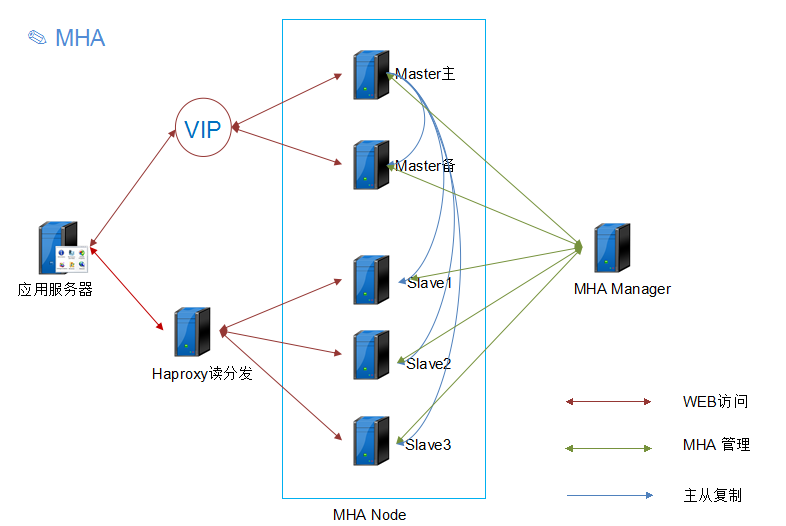 MHA
Master主
VIP
Master备
应用服务器
Slave1
MHA Manager
Haproxy读分发
Slave2
WEB访问
Slave3
MHA 管理
主从复制
MHA Node